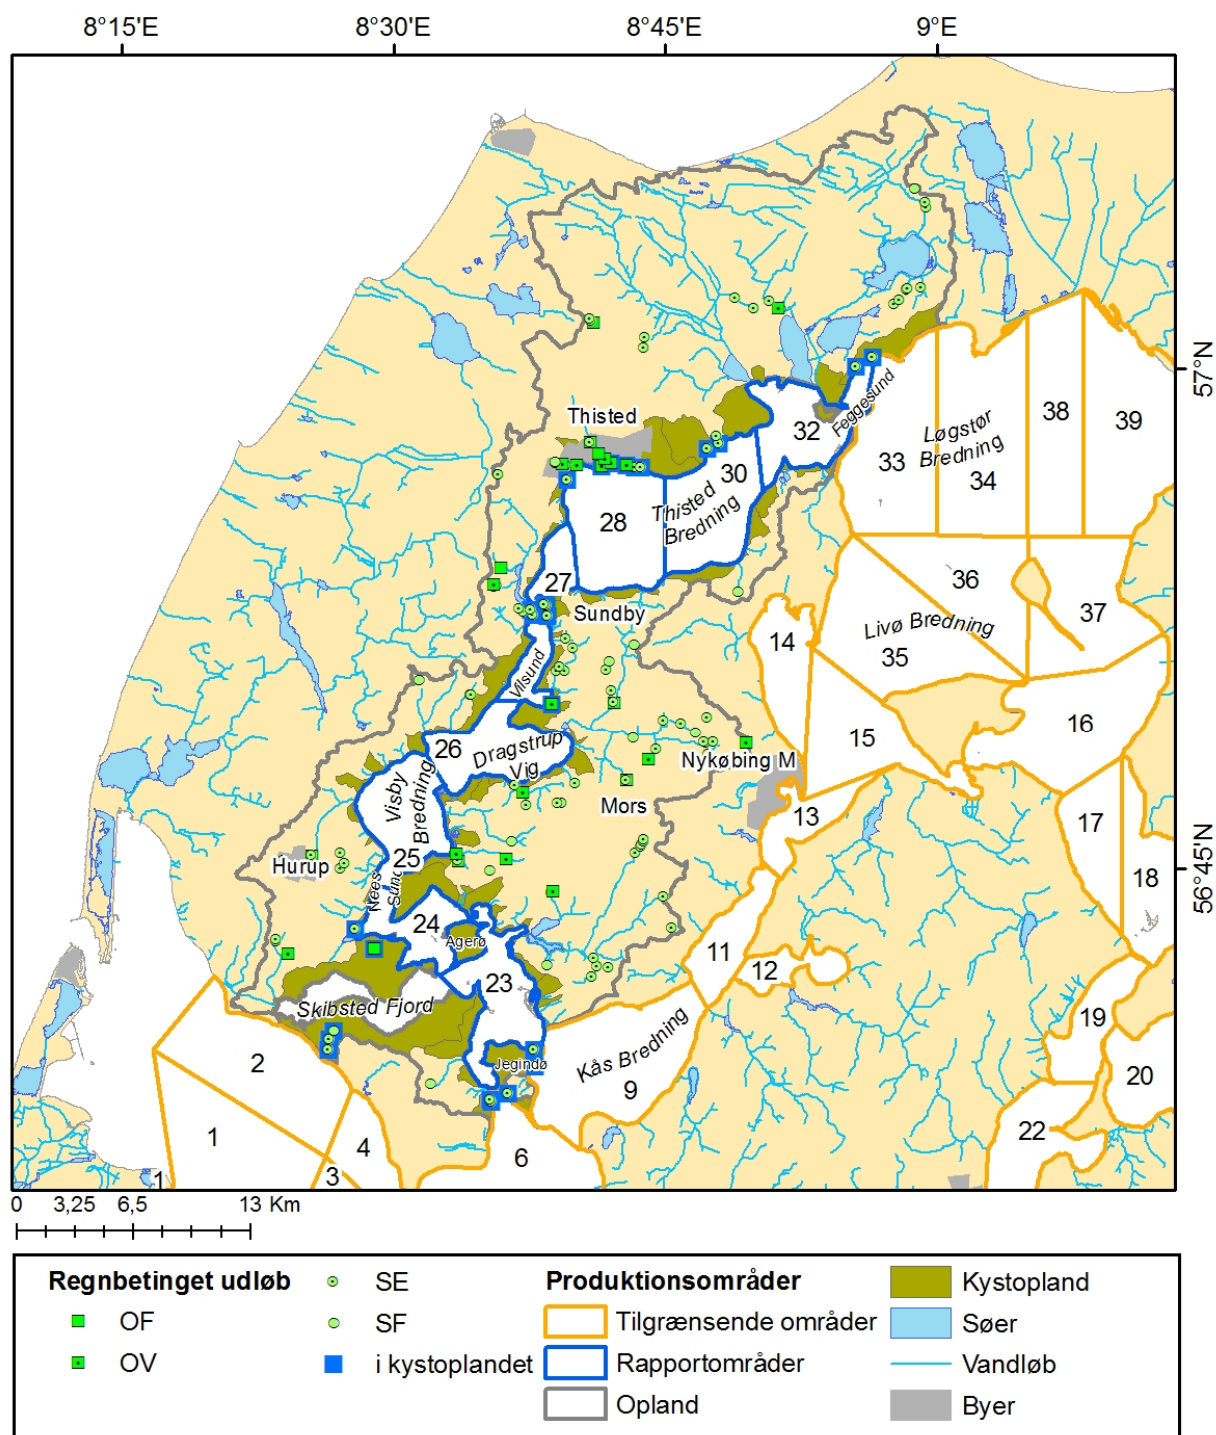 8°15'E 8°30'E 8°45'E 9°E
57°N
56°45'N
Thisted
32
Feggesund
38
39
33
Løgstør
Bredning
34
30
Thisted
Bredning
28
27
Sundby
36
37
Livø Bredning
35
14
Vilsund
16
15
26
Dragstrup
Vig
Nykøbing M
Visby
Bredning
Mors
13
17
25
Hurup
Nees
Sund
18
24
Agerø
11
12
23
Skibsted Fjord
19
Kås Bredning
9
2
Jegindø
20
1
4
22
6
3
1
0 3,25 6,5 13 Km
Regnbetinget udløb
OF
OV
SE
SF
i kystoplandet
Produktionsområder
Tilgrænsende områder
Rapportområder
Opland
Kystopland
Søer
Vandløb
Byer